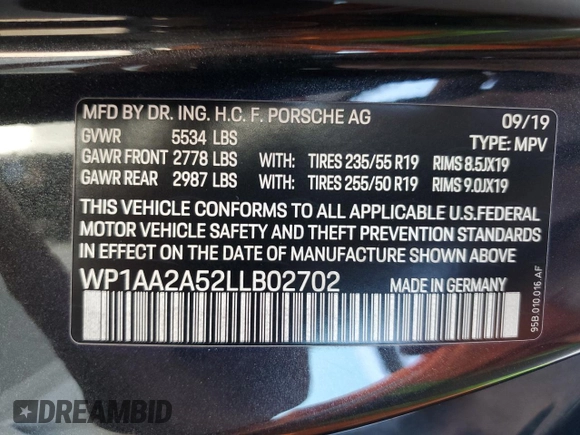 MFD BY DR. ING. H.C. F. PORSCHE AG 09/19
GVWR 5534 LBS TYPE: MPV
GAWR FRONT 2778 LBS WITH: TIRES 235/55 R19 RIMS 8.5JX19
GAWR REAR 2987 LBS WITH: TIRES 255/50 R19 RIMS 9.0JX19
THIS VEHICLE CONFORMS TO ALL APPLICABLE U.S.FEDERAL
MOTOR VEHICLE SAFETY AND THEFT PREVENTION STANDARDS
IN EFFECT ON THE DATE OF MANUFACTURE SHOWN ABOVE
WP1AA2A52LLB02702 MADE IN GERMANY
95B.010.016.AF
DREAMBID